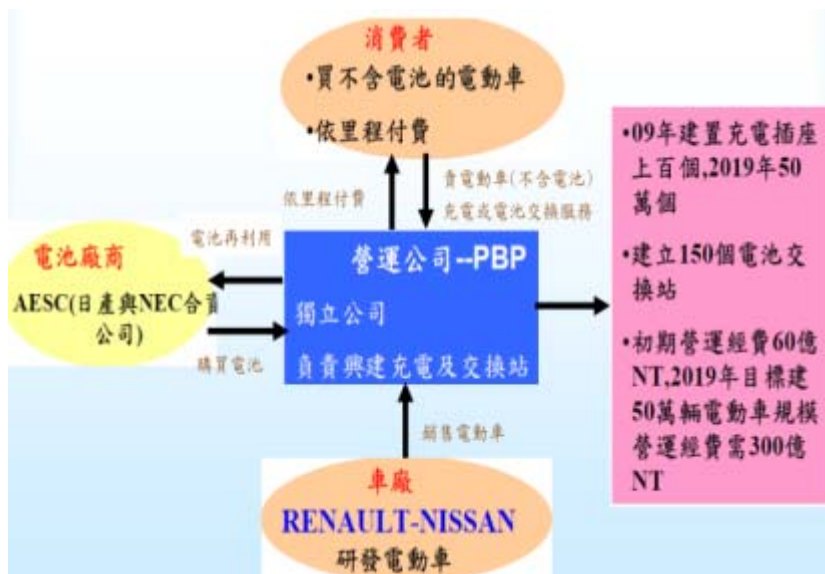 消費者
•買不含電池的電動車
•依里程付費
依里程付費
賣電動車(不含電池)
充電或電池交換服務
電池廠商
AESC(日產與NEC合資
公司)
電池再利用
購買電池
營運公司--PBP
獨立公司
負責興建充電及交換站
銷售電動車
車廠
RENAULT-NISSAN
研發電動車
•09年建置充電插座
上百個,2019年50
萬個
•建立150個電池交
換站
•初期營運經費60億
NT,2019年目標建
50萬輛電動車規模
營運經費需300億
NT